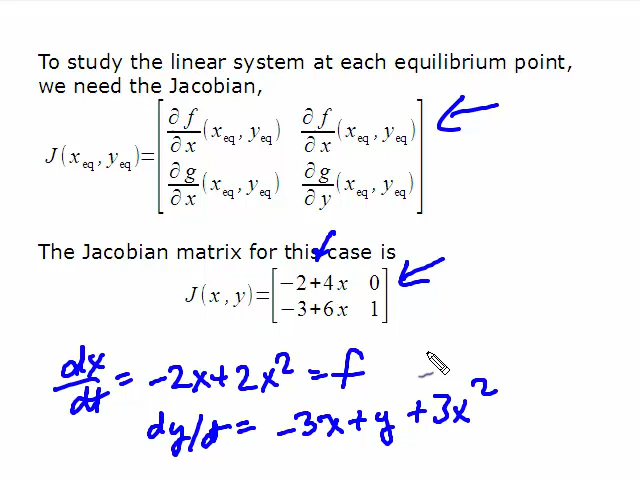 To study the linear system at each equilibrium point,
we need the Jacobian,
J(x_eq, y_eq)=[∂f/∂x(x_eq, y_eq) ∂f/∂x(x_eq, y_eq)
∂g/∂x(x_eq, y_eq) ∂g/∂y(x_eq, y_eq)]
The Jacobian matrix for this case is
J(x, y)=[−2+4x 0
−3+6x 1]
dx/dt = -2x+2x² = f
dy/dt = -3x+y+3x²